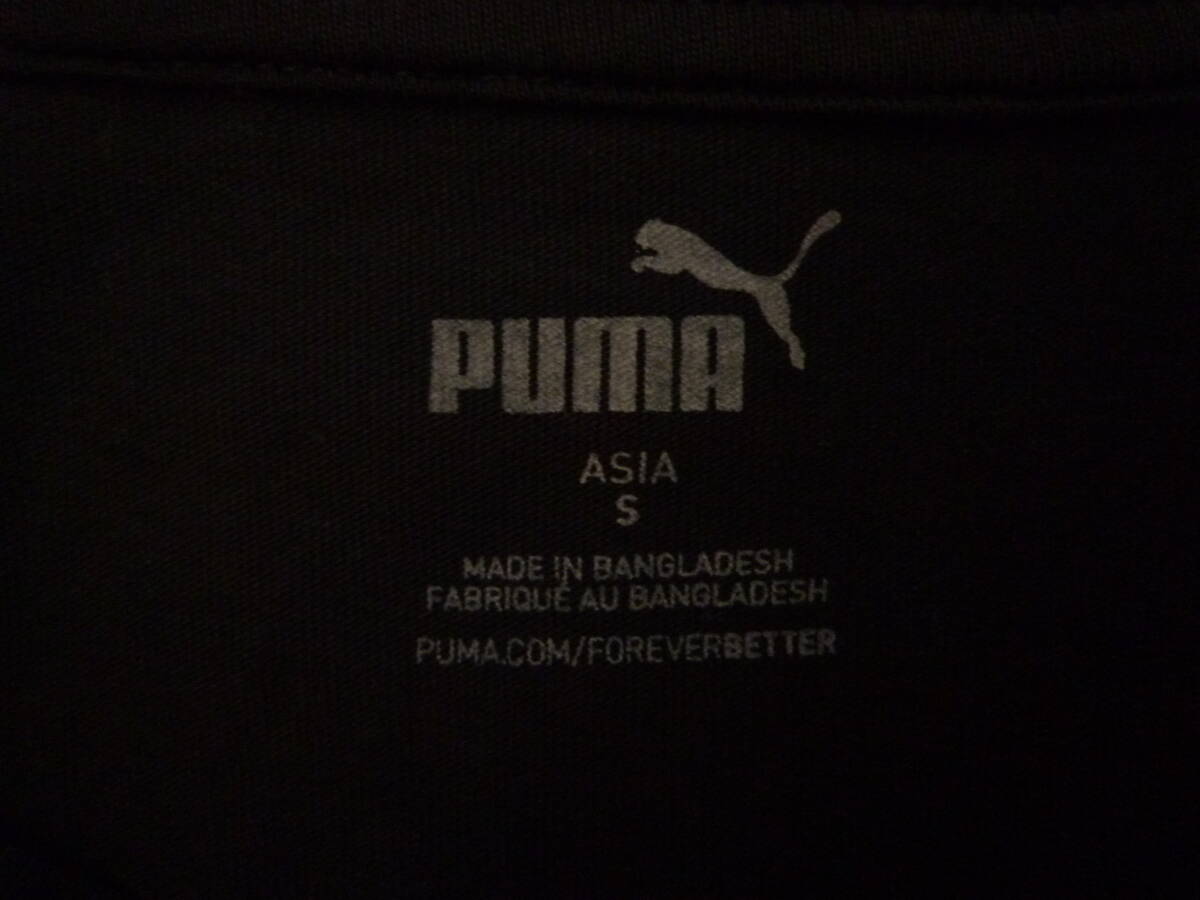 PUMA
ASIA
S
MADE IN BANGLADESH
FABRIQUÉ AU BANGLADESH
PUMA.COM/FOREVERBETTER